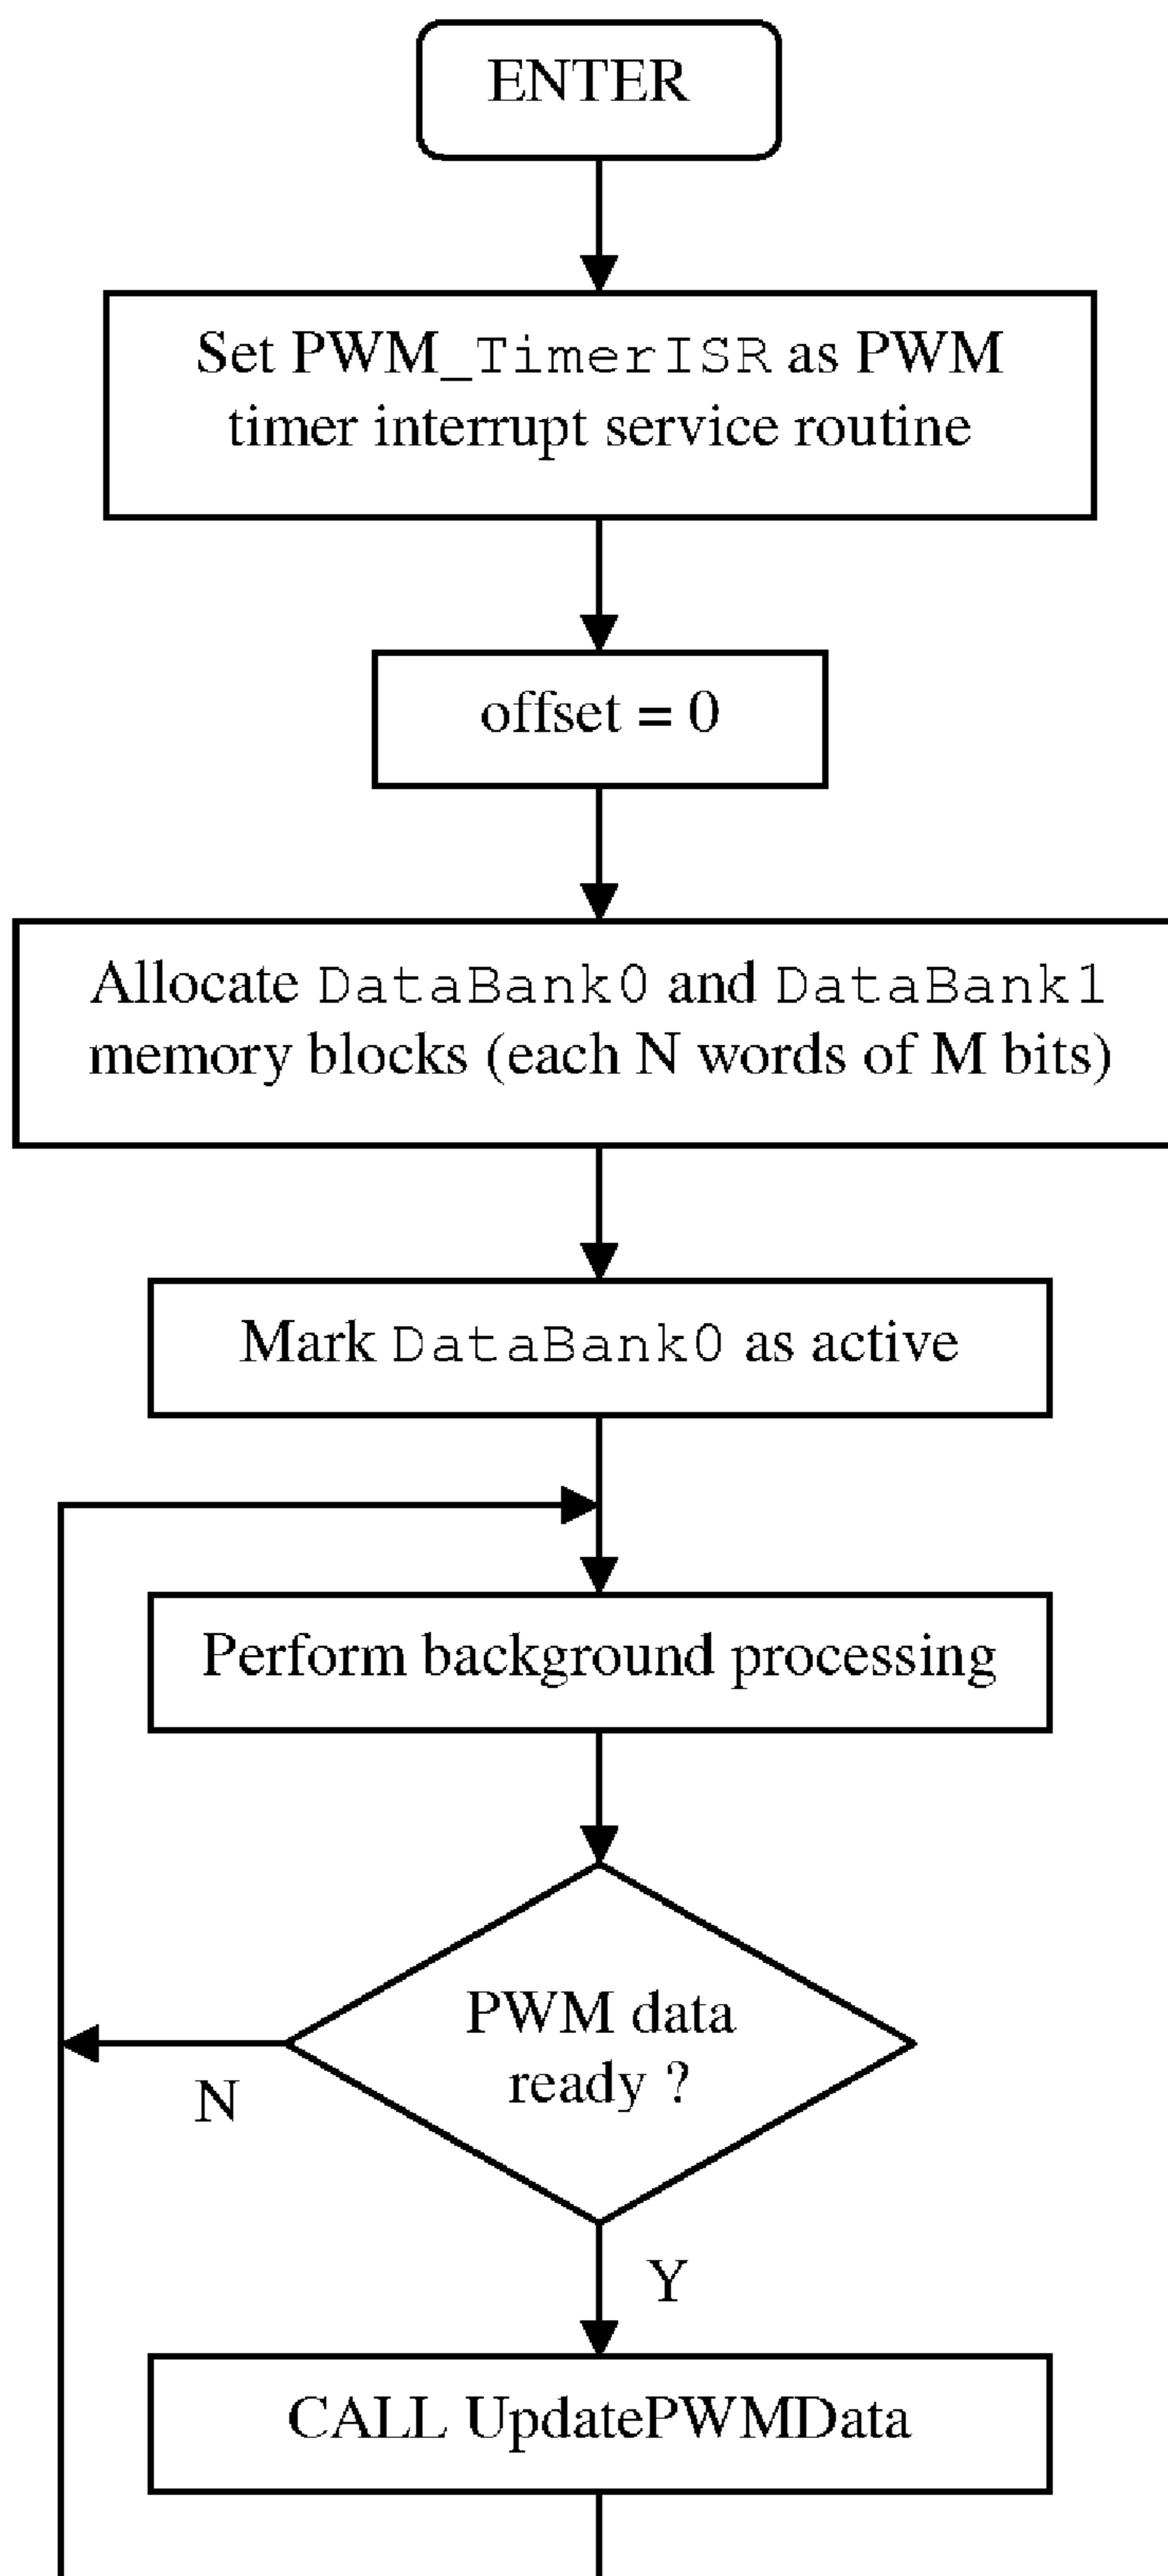 ENTER
Set PWM_TimerISR as PWM
timer interrupt service routine
offset = 0
Allocate DataBank0 and DataBank1
memory blocks (each N words of M bits)
Mark DataBank0 as active
Perform background processing
PWM data
ready ?
N
Y
CALL UpdatePWMData